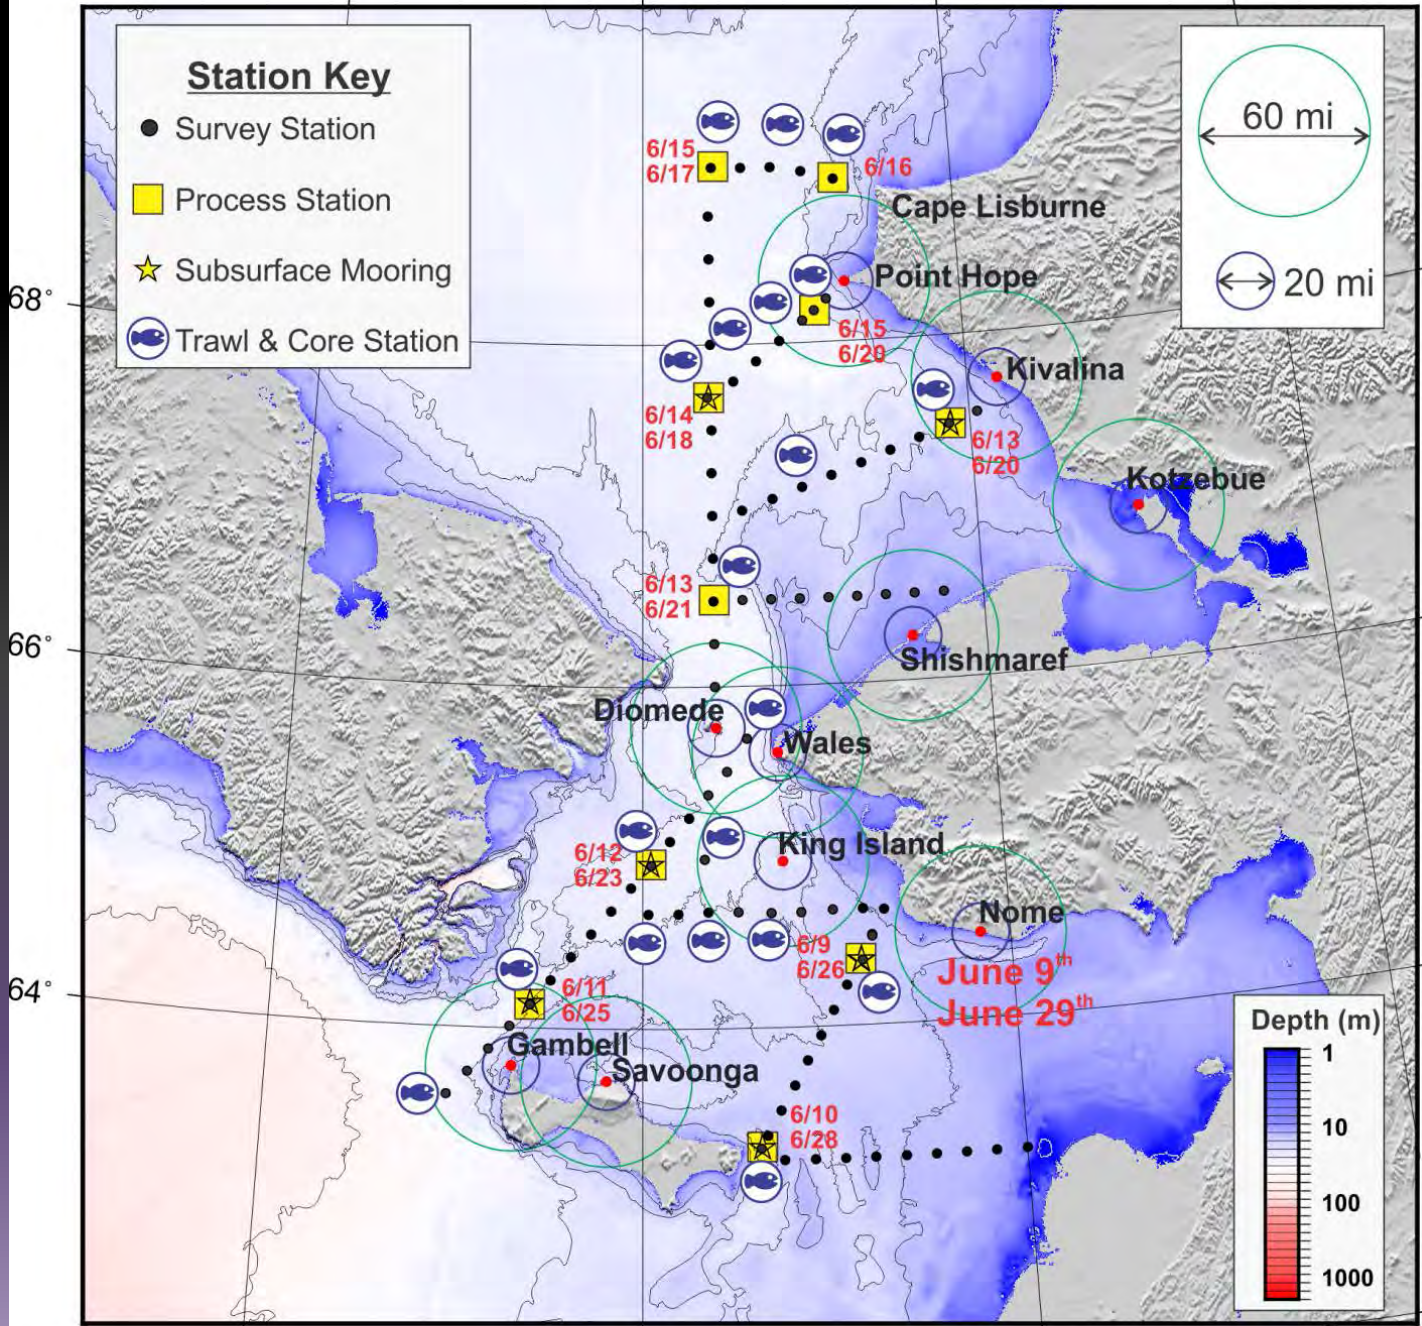 Station Key
Survey Station
Process Station
Subsurface Mooring
Trawl & Core Station
60 mi
20 mi
6/15
6/17
6/16
Cape Lisburne
Point Hope
68°
6/15
6/20
Kivalina
6/14
6/18
6/13
6/20
Kotzebue
6/13
6/21
66°
Shishmaref
Diomede
Wales
6/12
6/23
King Island
Nome
6/9
6/26
June 9th
June 29th
64°
6/11
6/25
Gambell
Savoonga
6/10
6/28
Depth (m)
1
10
100
1000